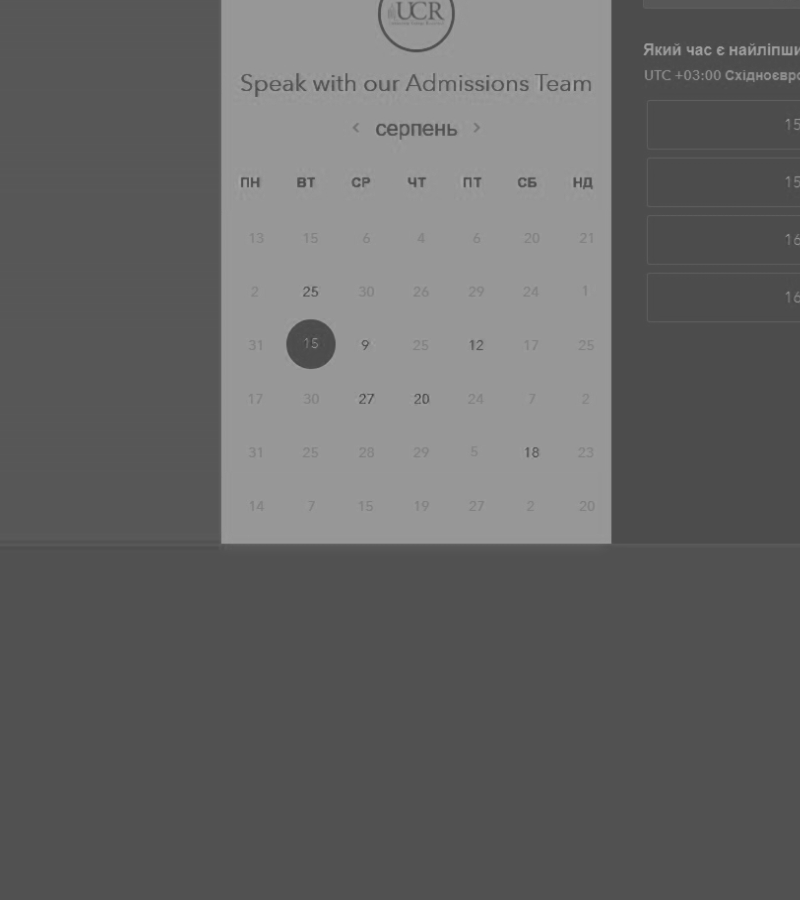 UCR
Speak with our Admissions Team
‹ серпень ›
ПН ВТ СР ЧТ ПТ СБ НД
13 15 6 4 6 20 21
2 25 30 26 29 24 1
31 15 9 25 12 17 25
17 30 27 20 24 7 2
31 25 28 29 5 18 23
14 7 15 19 27 2 20
Який час є найліпши
UTC +03:00 Східноєвро
15
15
16
16